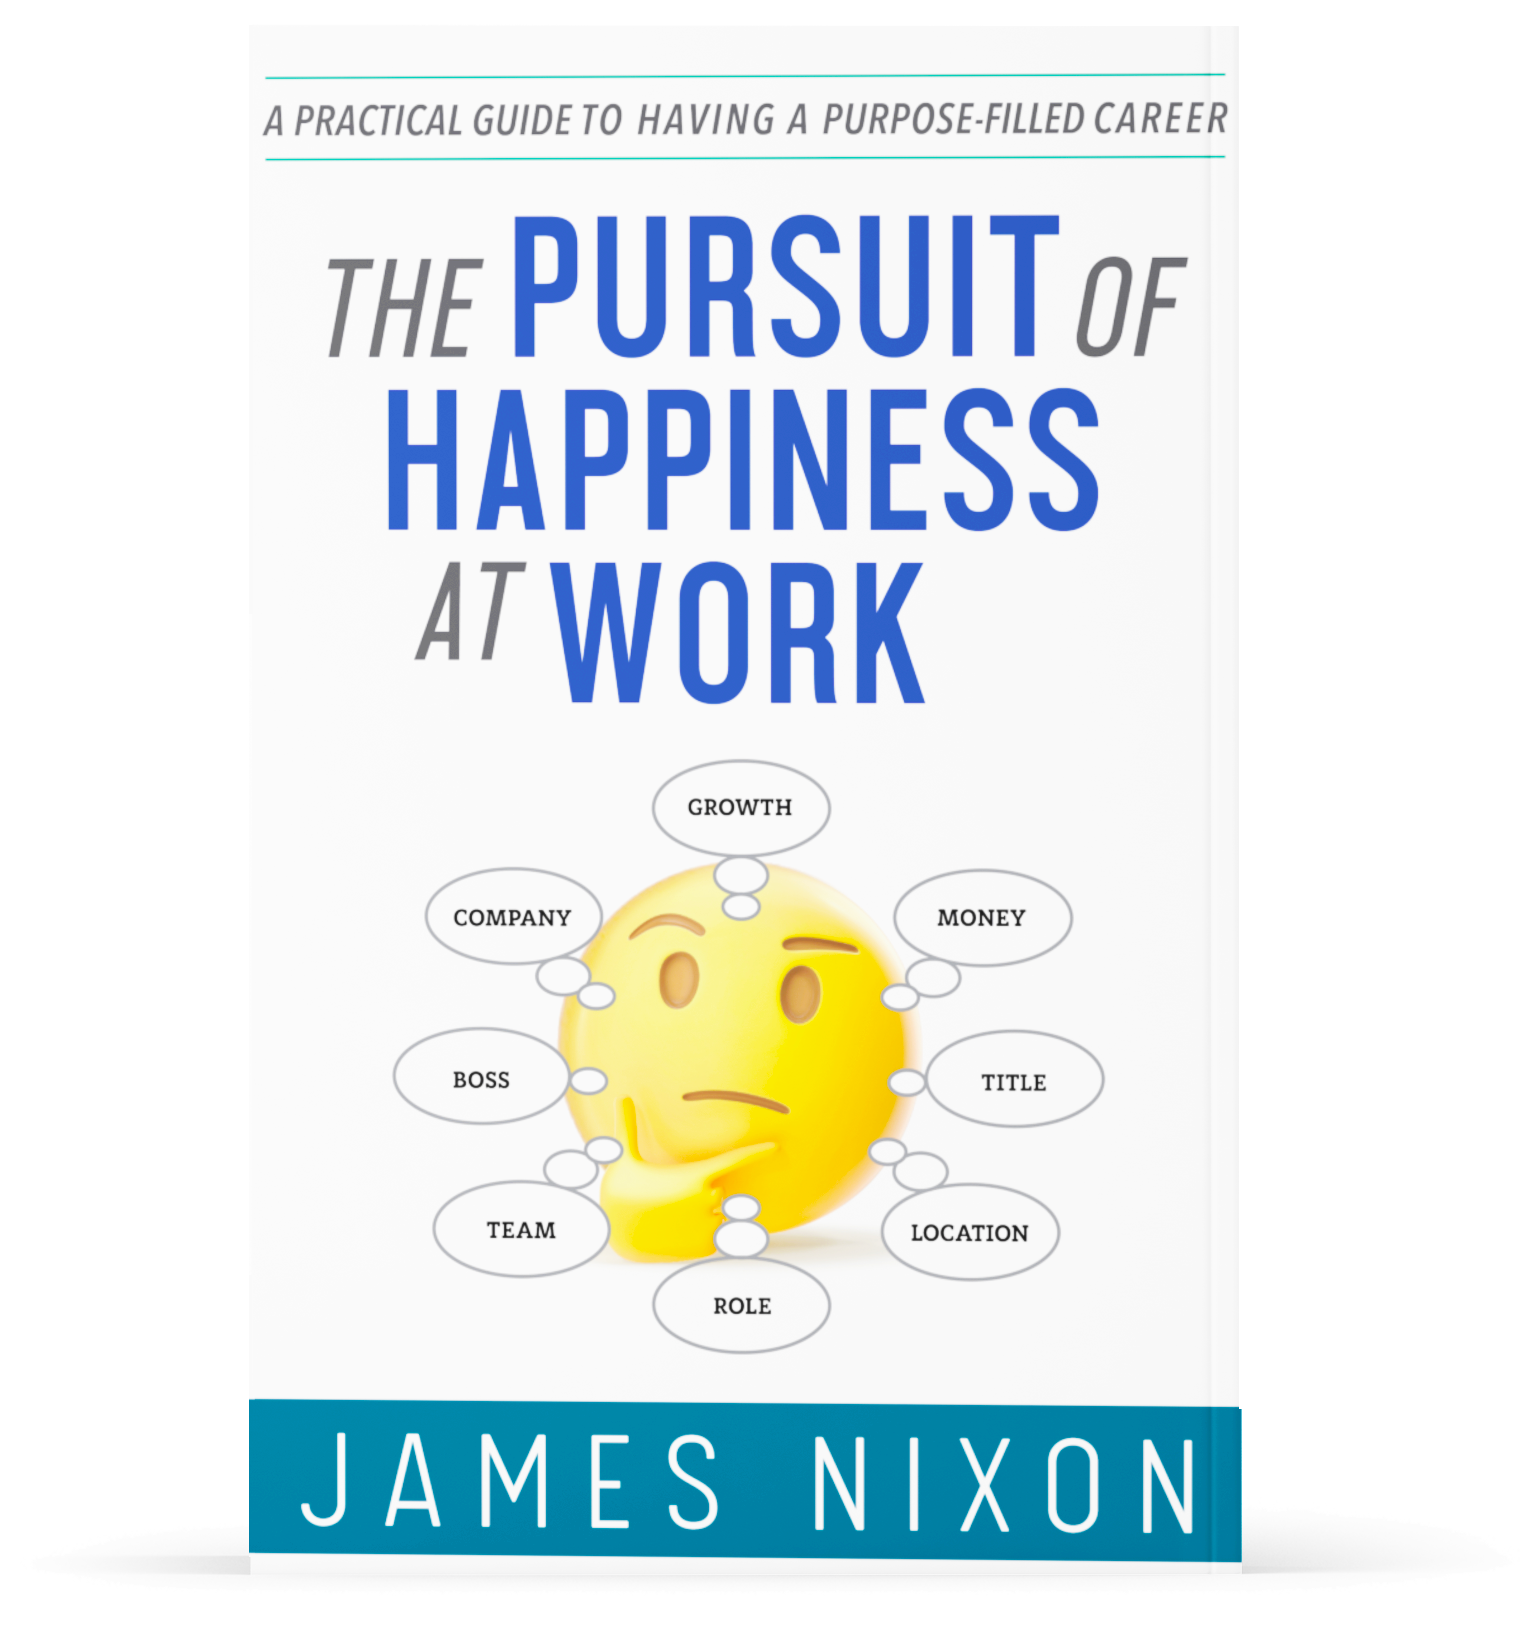 A PRACTICAL GUIDE TO HAVING A PURPOSE-FILLED CAREER
THE PURSUIT OF
HAPPINESS
AT WORK
GROWTH
COMPANY
MONEY
BOSS
TITLE
TEAM
LOCATION
ROLE
JAMES NIXON